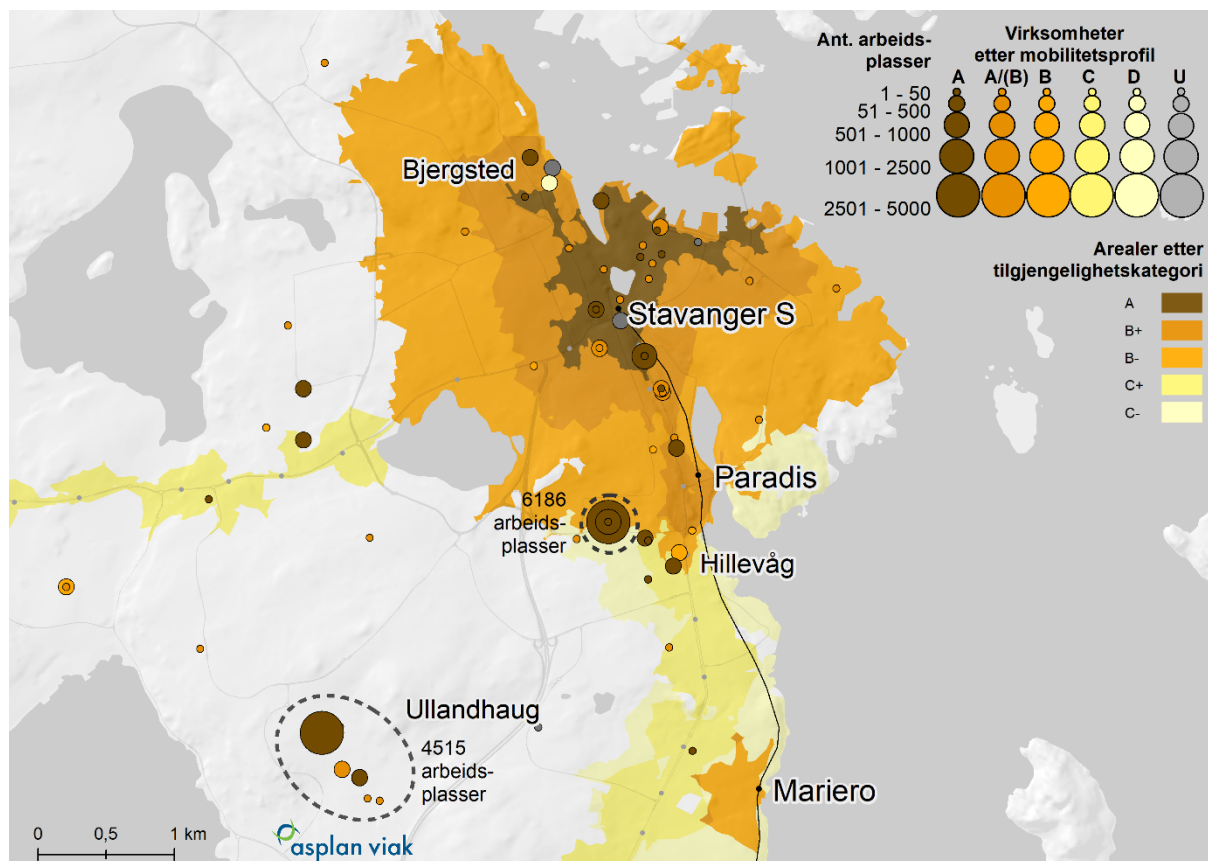 Ant. arbeids-
plasser
Virksomheter
etter mobilitetsprofil
A A/(B) B C D U
1 - 50
51 - 500
501 - 1000
1001 - 2500
2501 - 5000
Arealer etter
tilgjengelighetskategori
A
B+
B-
C+
C-
Bjergsted
Stavanger S
Paradis
6186
arbeids-
plasser
Hillevåg
Ullandhaug
4515
arbeids-
plasser
Mariero
0 0,5 1 km
asplan viak